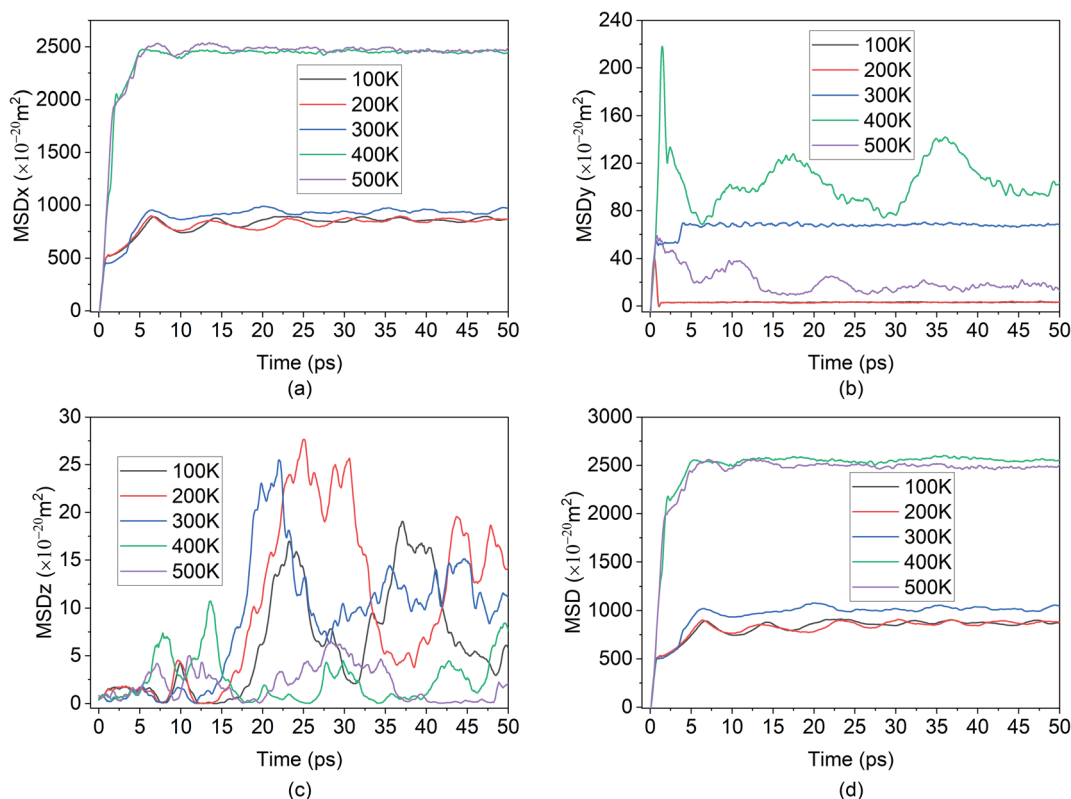 MSDx (×10⁻²⁰m²)
2500
2000
1500
1000
500
0
100K
200K
300K
400K
500K
0 5 10 15 20 25 30 35 40 45 50
Time (ps)
(a)
MSDy (×10⁻²⁰m²)
240
200
160
120
80
40
0
100K
200K
300K
400K
500K
0 5 10 15 20 25 30 35 40 45 50
Time (ps)
(b)
MSDz (×10⁻²⁰m²)
30
25
20
15
10
5
0
100K
200K
300K
400K
500K
0 5 10 15 20 25 30 35 40 45 50
Time (ps)
(c)
MSD (×10⁻²⁰m²)
3000
2500
2000
1500
1000
500
0
100K
200K
300K
400K
500K
0 5 10 15 20 25 30 35 40 45 50
Time (ps)
(d)